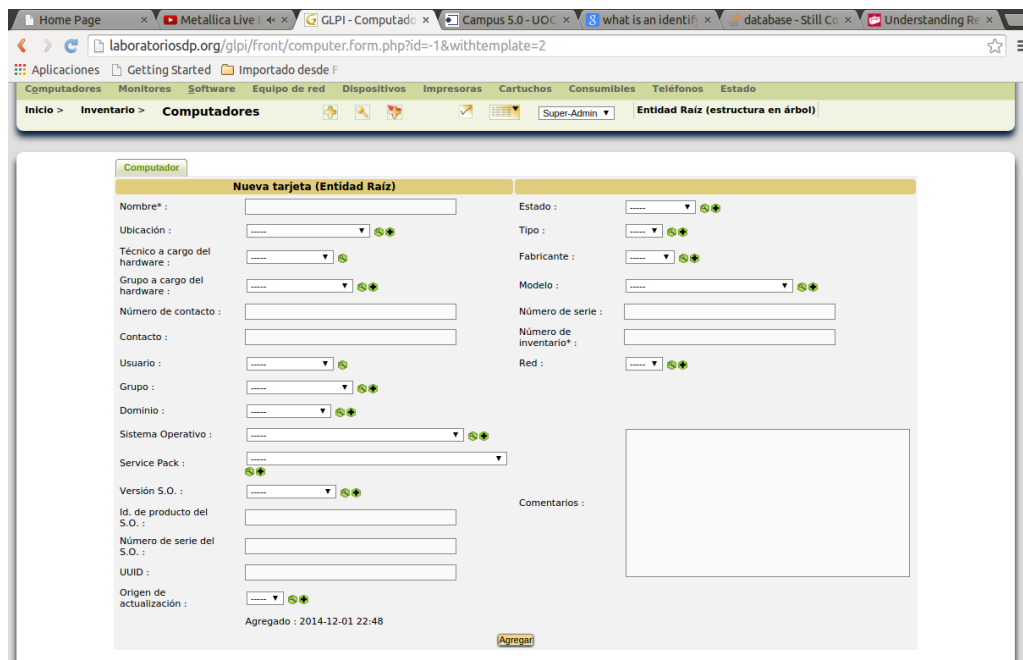 Home Page
Metallica Live
GLPI - Computado
Campus 5.0 - UOC
what is an identify
database - Still Co
Understanding Re
laboratoriosdp.org/glpi/front/computer.form.php?id=-1&withtemplate=2
Aplicaciones Getting Started Importado desde F
Computadores Monitores Software Equipo de red Dispositivos Impresoras Cartuchos Consumibles Teléfonos Estado
Inicio > Inventario > Computadores Super-Admin Entidad Raíz (estructura en árbol)
Computador
Nueva tarjeta (Entidad Raíz)
Nombre* : Estado : -----
Ubicación : ----- Tipo : -----
Técnico a cargo del
hardware : ----- Fabricante : -----
Grupo a cargo del
hardware : ----- Modelo : -----
Número de contacto : Número de serie :
Contacto : Número de
inventario* :
Usuario : ----- Red : -----
Grupo : -----
Dominio : -----
Sistema Operativo : -----
Service Pack : -----
Versión S.O. : -----
Comentarios :
Id. de producto del
S.O. :
Número de serie del
S.O. :
UUID :
Origen de
actualización : -----
Agregado : 2014-12-01 22:48
Agregar